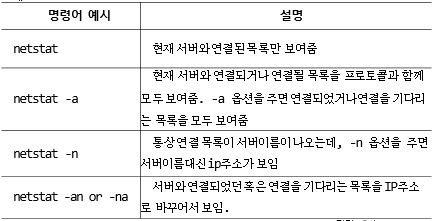 명령어 예시
설명
netstat
현재 서버와 연결된 목록만 보여줌
netstat -a
현재 서버와 연결되거나 연결될 목록을 프로토콜과 함께
모두 보여줌. -a 옵션을 주면 연결되었거나 연결을 기다리
는 목록을 모두 보여줌
netstat -n
통상 연결 목록이 서버이름이 나오는데, -n 옵션을 주면
서버이름대신 ip주소가 보임
netstat -an or -na
서버와 연결되었던 혹은 연결을 기다리는 목록을 IP주소
로 바꾸어서 보임.